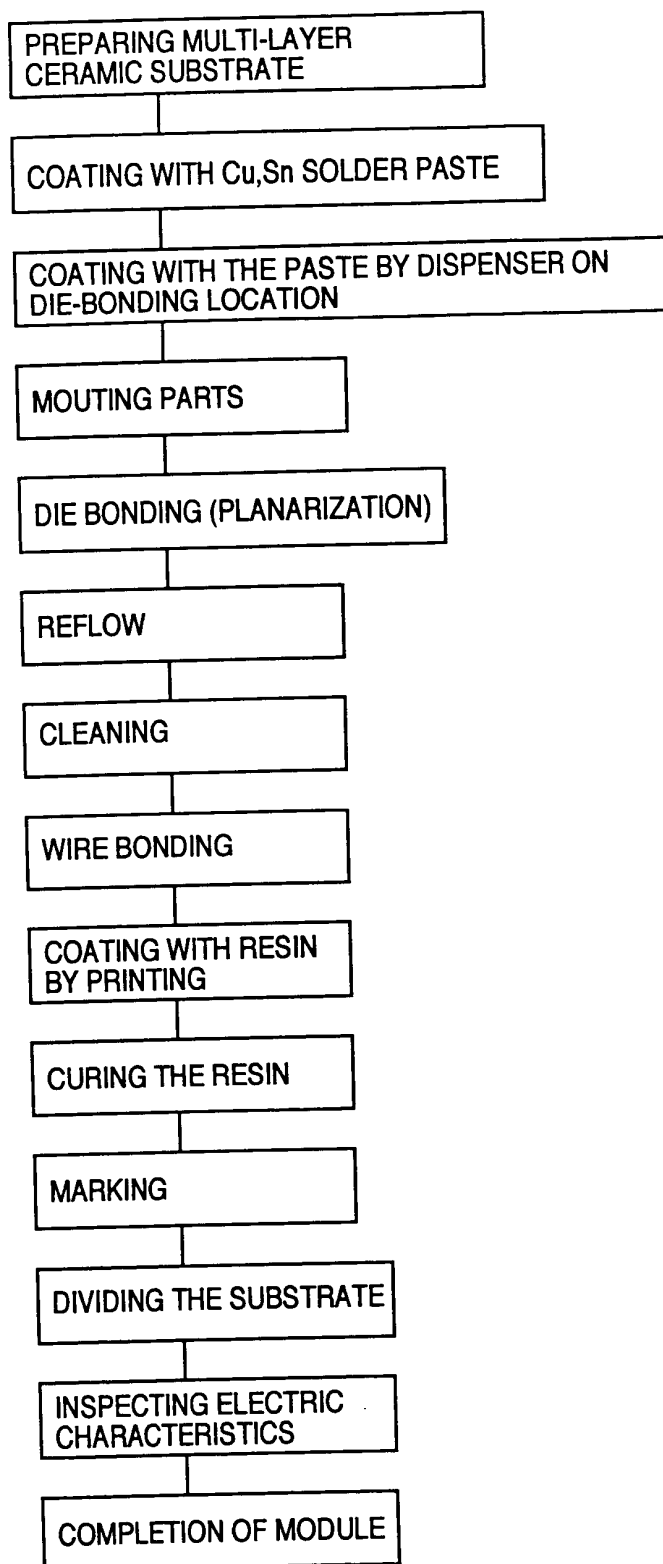 PREPARING MULTI-LAYER
CERAMIC SUBSTRATE
COATING WITH Cu,Sn SOLDER PASTE
COATING WITH THE PASTE BY DISPENSER ON
DIE-BONDING LOCATION
MOUTING PARTS
DIE BONDING (PLANARIZATION)
REFLOW
CLEANING
WIRE BONDING
COATING WITH RESIN
BY PRINTING
CURING THE RESIN
MARKING
DIVIDING THE SUBSTRATE
INSPECTING ELECTRIC
CHARACTERISTICS
COMPLETION OF MODULE